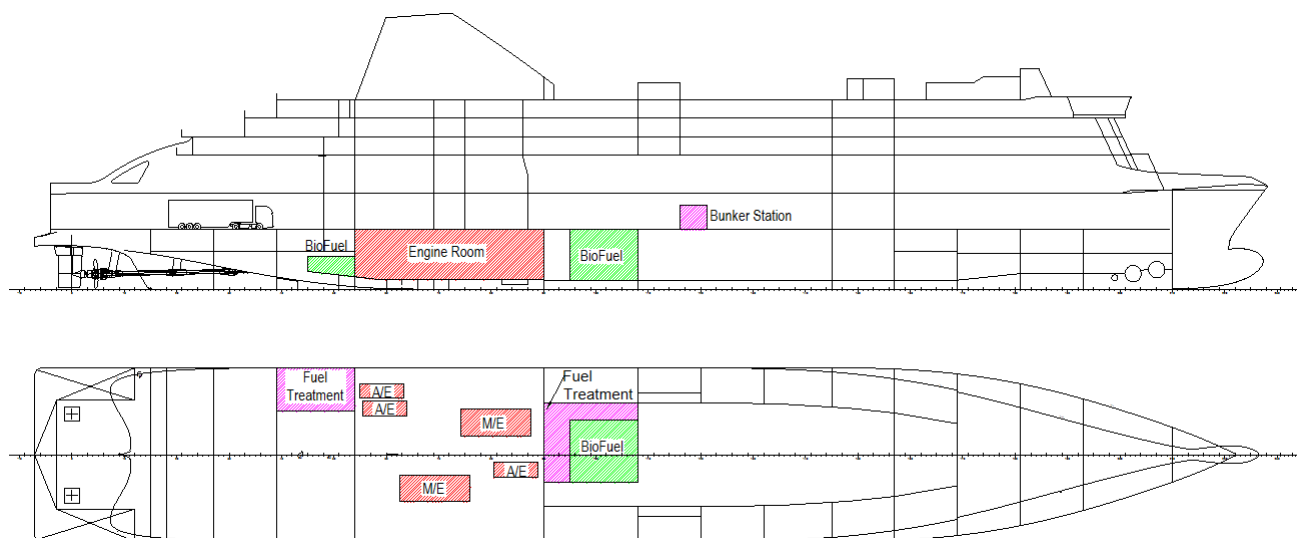 Bunker Station
BioFuel
Engine Room
BioFuel
Fuel
Treatment
Fuel
Treatment
A/E
A/E
M/E
BioFuel
A/E
M/E